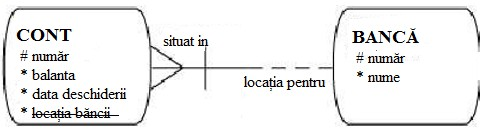 CONT
# număr
* balanta
* data deschiderii
* locația băncii
situat in
locația pentru
BANCĂ
# număr
* nume